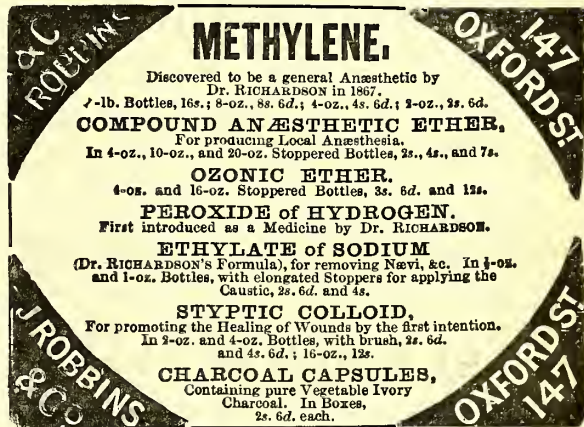 J ROBBINS
& Co
147
OXFORD ST
METHYLENE.
Discovered to be a general Anæsthetic by
Dr. RICHARDSON in 1867.
-lb. Bottles, 16s.; 8-oz., 8s. 6d.; 4-oz., 4s. 6d.; 2-oz., 2s. 6d.
COMPOUND ANÆSTHETIC ETHER,
For producing Local Anæsthesia.
In 4-oz., 10-oz., and 20-oz. Stoppered Bottles, 2s., 4s., and 7s.
OZONIC ETHER.
4-oz. and 16-oz. Stoppered Bottles, 3s. 6d. and 12s.
PEROXIDE of HYDROGEN.
First introduced as a Medicine by Dr. RICHARDSON.
ETHYLATE of SODIUM
(Dr. RICHARDSON'S Formula), for removing Nævi, &c. In ½-oz.
and 1-oz. Bottles, with elongated Stoppers for applying the
Caustic, 2s. 6d. and 4s.
STYPTIC COLLOID,
For promoting the Healing of Wounds by the first intention.
In 2-oz. and 4-oz. Bottles, with brush, 2s. 6d.
and 4s. 6d.; 16-oz., 12s.
CHARCOAL CAPSULES,
Containing pure Vegetable Ivory
Charcoal. In Boxes,
2s. 6d. each.
J ROBBINS
& Co
OXFORD ST
147